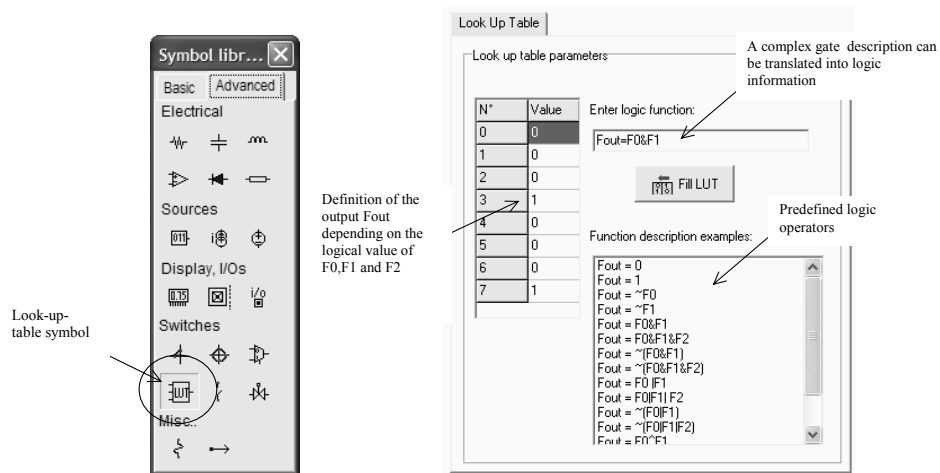 Symbol libr...
Basic
Advanced
Electrical
Sources
011
i
Display, I/Os
0.15
i/o
Switches
LUT
Misc..
Look-up-
table symbol
Look Up Table
Look up table parameters
A complex gate description can
be translated into logic
information
N°
Value
0
0
1
0
2
0
3
1
4
0
5
0
6
0
7
1
Enter logic function:
Fout=F0&F1
Fill LUT
Definition of the
output Fout
depending on the
logical value of
F0,F1 and F2
Predefined logic
operators
Function description examples:
Fout = 0
Fout = 1
Fout = ~F0
Fout = ~F1
Fout = F0&F1
Fout = F0&F1&F2
Fout = ~(F0&F1)
Fout = ~(F0&F1&F2)
Fout = F0 |F1
Fout = F0|F1| F2
Fout = ~(F0|F1)
Fout = ~(F0|F1|F2)
Fout = F0^F1